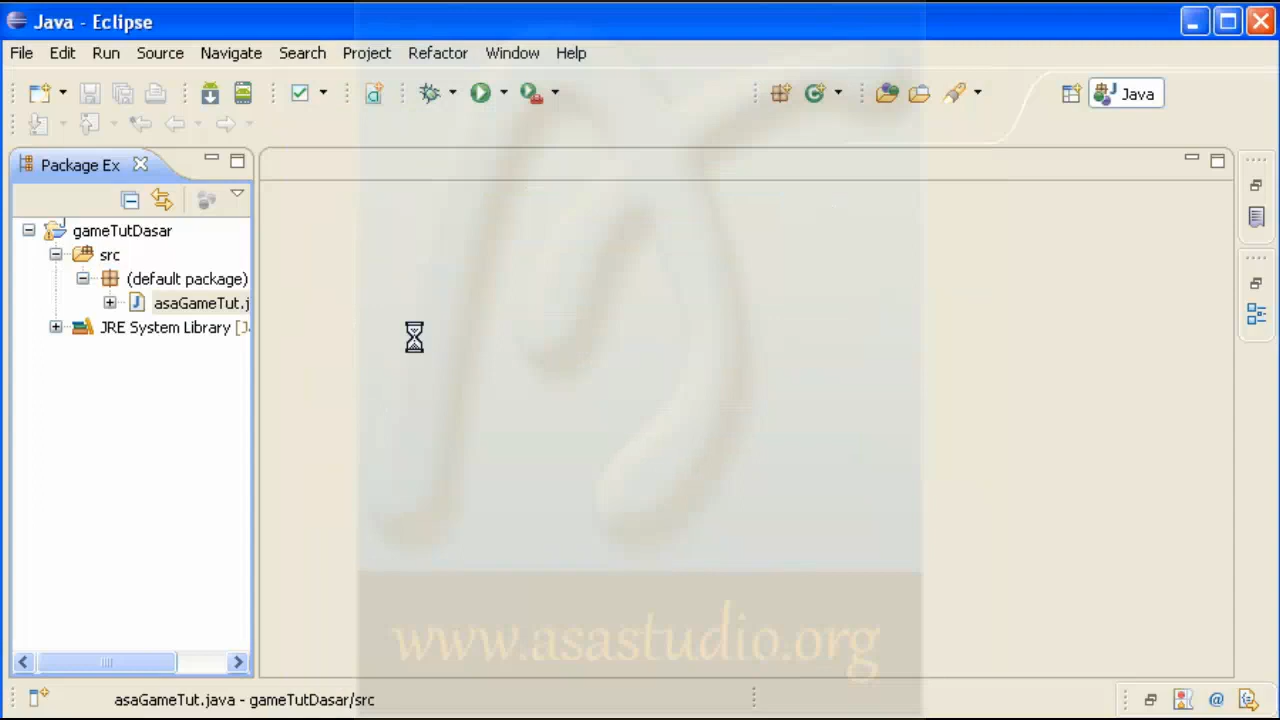 Java - Eclipse
File Edit Run Source Navigate Search Project Refactor Window Help
Java
Package Ex
gameTutDasar
src
(default package)
asaGameTut.j
JRE System Library [J
www.asastudio.org
asaGameTut.java - gameTutDasar/src